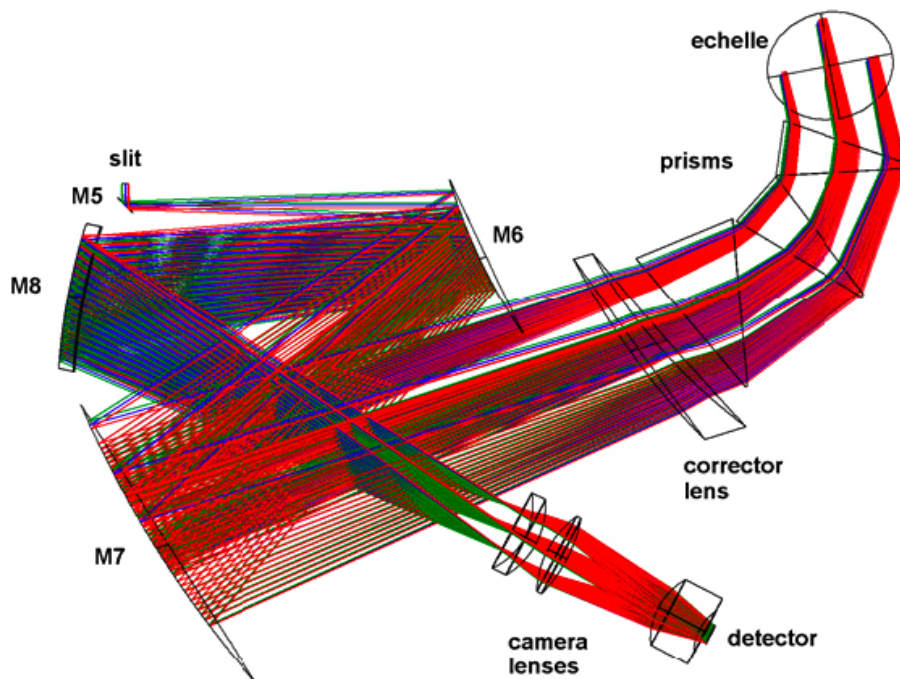 echelle
slit
prisms
M5
M6
M8
corrector
lens
M7
camera
lenses
detector